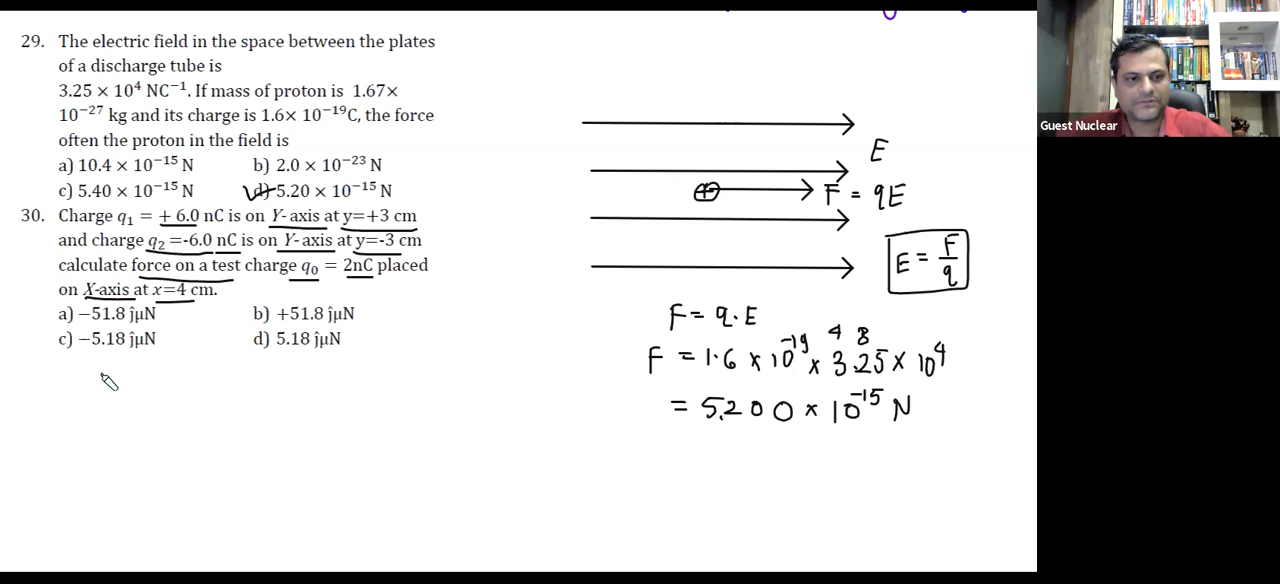 29. The electric field in the space between the plates
of a discharge tube is
3.25 × 10⁴ NC⁻¹. If mass of proton is 1.67×
10⁻²⁷ kg and its charge is 1.6× 10⁻¹⁹C, the force
often the proton in the field is
a) 10.4 × 10⁻¹⁵ N b) 2.0 × 10⁻²³ N
c) 5.40 × 10⁻¹⁵ N d) 5.20 × 10⁻¹⁵ N
30. Charge q₁ = + 6.0 nC is on Y-axis at y=+3 cm
and charge q₂ =-6.0 nC is on Y-axis at y=-3 cm
calculate force on a test charge q₀ = 2nC placed
on X-axis at x=4 cm.
a) −51.8 ĵμN b) +51.8 ĵμN
c) −5.18 ĵμN d) 5.18 ĵμN
E
+ F = qE
E = F/q
F = q·E
4 8
F = 1.6 × 10⁻¹⁹ × 3.25 × 10⁴
= 5.200 × 10⁻¹⁵ N
Guest Nuclear